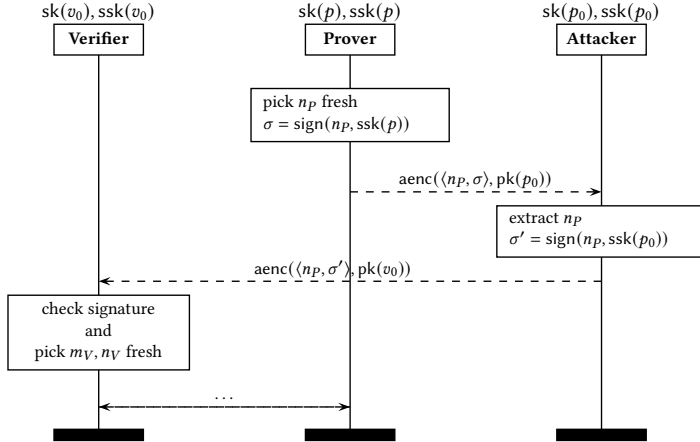 sk(v₀), ssk(v₀)
Verifier
sk(p), ssk(p)
Prover
sk(p₀), ssk(p₀)
Attacker
pick n_P fresh
σ = sign(n_P, ssk(p))
aenc(⟨n_P, σ⟩, pk(p₀))
extract n_P
σ′ = sign(n_P, ssk(p₀))
aenc(⟨n_P, σ′⟩, pk(v₀))
check signature
and
pick m_V, n_V fresh
...